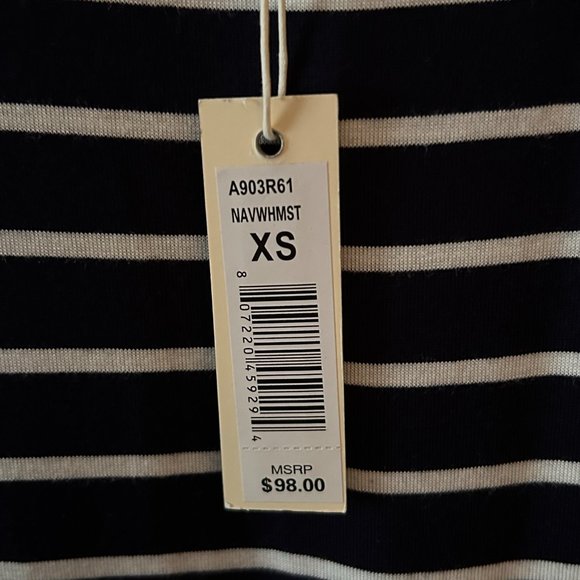 A903R61
NAVWHMST
XS
8 07220 45929 4
MSRP
$98.00